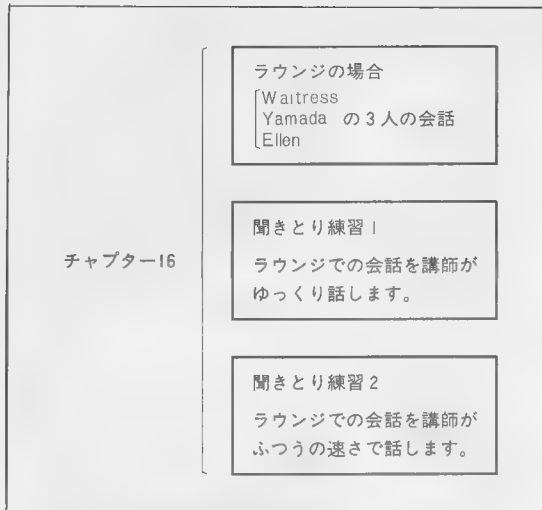 ラウンジの場合
Waitress
Yamada の3人の会話
Ellen
チャプター16
聞きとり練習1
ラウンジでの会話を講師が
ゆっくり話します。
聞きとり練習2
ラウンジでの会話を講師が
ふつうの速さで話します。